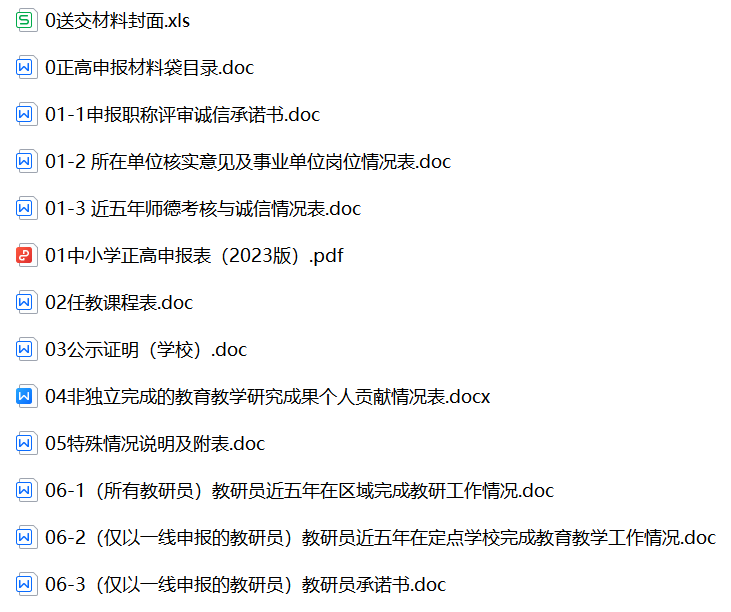 0送交材料封面.xls
0正高申报材料袋目录.doc
01-1申报职称评审诚信承诺书.doc
01-2 所在单位核实意见及事业单位岗位情况表.doc
01-3 近五年师德考核与诚信情况表.doc
01中小学正高申报表（2023版）.pdf
02任教课程表.doc
03公示证明（学校）.doc
04非独立完成的教育教学研究成果个人贡献情况表.docx
05特殊情况说明及附表.doc
06-1（所有教研员）教研员近五年在区域完成教研工作情况.doc
06-2（仅以一线申报的教研员）教研员近五年在定点学校完成教育教学工作情况.doc
06-3（仅以一线申报的教研员）教研员承诺书.doc